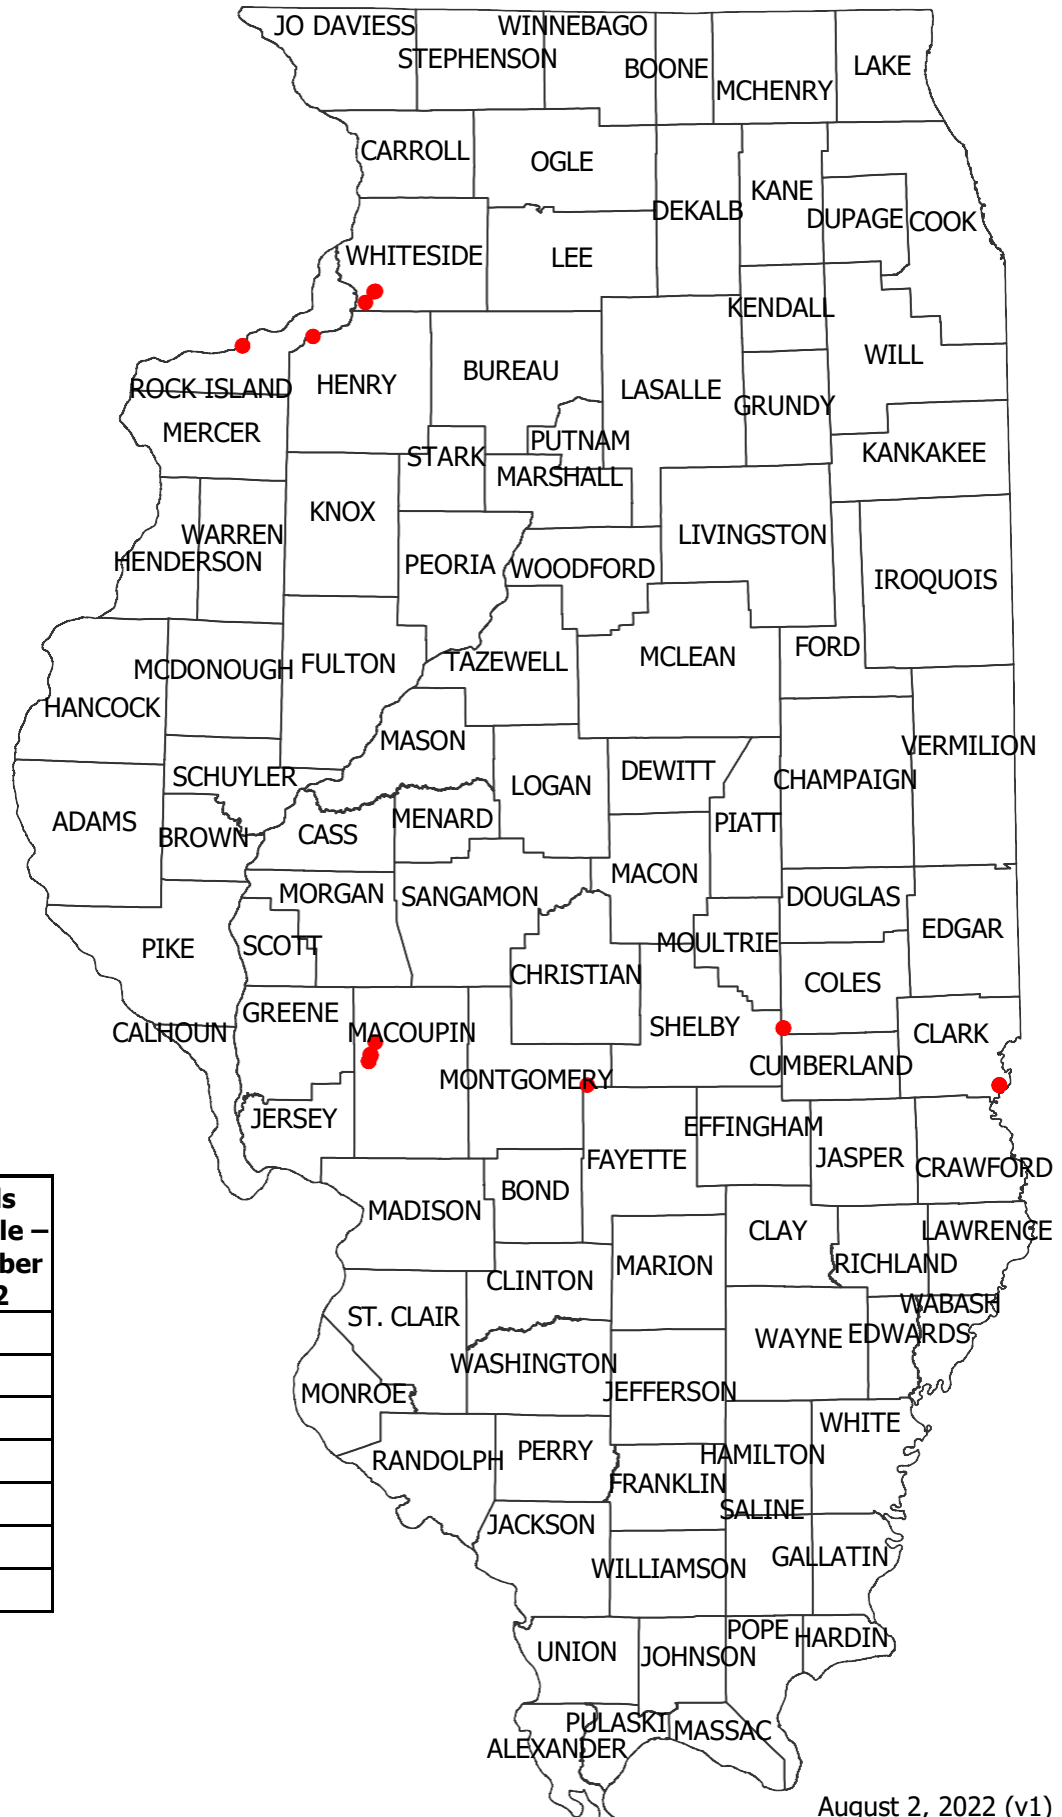 JO DAVIESS
WINNEBAGO
STEPHENSON
BOONE
LAKE
MCHENRY
CARROLL
OGLE
KANE
DEKALB
DUPAGE
COOK
WHITESIDE
LEE
KENDALL
WILL
BUREAU
ROCK ISLAND
HENRY
LASALLE
GRUNDY
MERCER
PUTNAM
STARK
KANKAKEE
MARSHALL
KNOX
WARREN
LIVINGSTON
HENDERSON
PEORIA
WOODFORD
IROQUOIS
FORD
MCDONOUGH
FULTON
TAZEWELL
MCLEAN
HANCOCK
MASON
VERMILION
SCHUYLER
DEWITT
CHAMPAIGN
LOGAN
ADAMS
BROWN
CASS
MENARD
PIATT
MACON
MORGAN
SANGAMON
DOUGLAS
PIKE
SCOTT
MOULTRIE
EDGAR
CHRISTIAN
COLES
GREENE
CALHOUN
MACOUPIN
SHELBY
CLARK
CUMBERLAND
MONTGOMERY
JERSEY
EFFINGHAM
FAYETTE
JASPER
CRAWFORD
BOND
MADISON
CLAY
LAWRENCE
MARION
RICHLAND
CLINTON
WABASH
ST. CLAIR
WAYNE
EDWARDS
WASHINGTON
MONROE
JEFFERSON
WHITE
RANDOLPH
PERRY
HAMILTON
FRANKLIN
SALINE
JACKSON
WILLIAMSON
GALLATIN
POPE
HARDIN
UNION
JOHNSON
PULASKI
MASSAC
ALEXANDER
le –
ber
August 2, 2022 (v1)